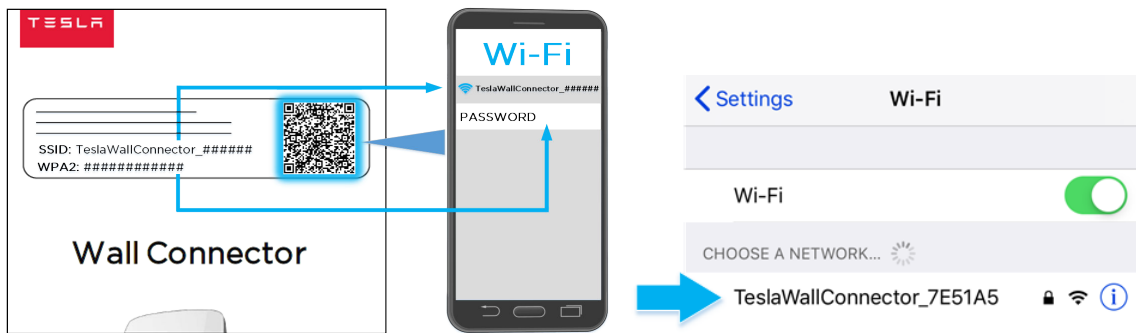 TESLA
SSID: TeslaWallConnector_######
WPA2: ############
Wall Connector
Wi-Fi
TeslaWallConnector_######
PASSWORD
Settings
Wi-Fi
Wi-Fi
CHOOSE A NETWORK...
TeslaWallConnector_7E51A5